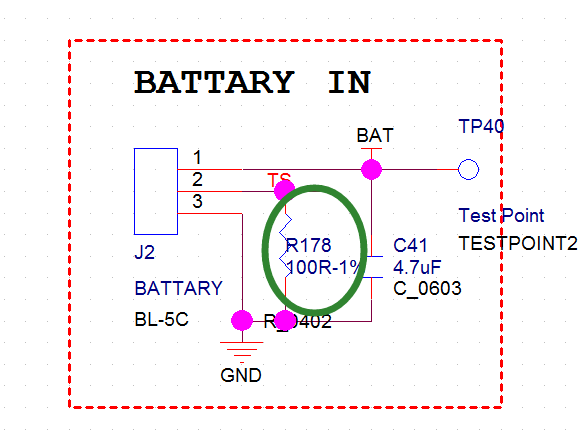 BATTARY IN
BAT
TP40
1
2
TS
3
J2
R178
100R-1%
C41
4.7uF
C_0603
Test Point
TESTPOINT2
BATTARY
BL-5C
R_0402
GND